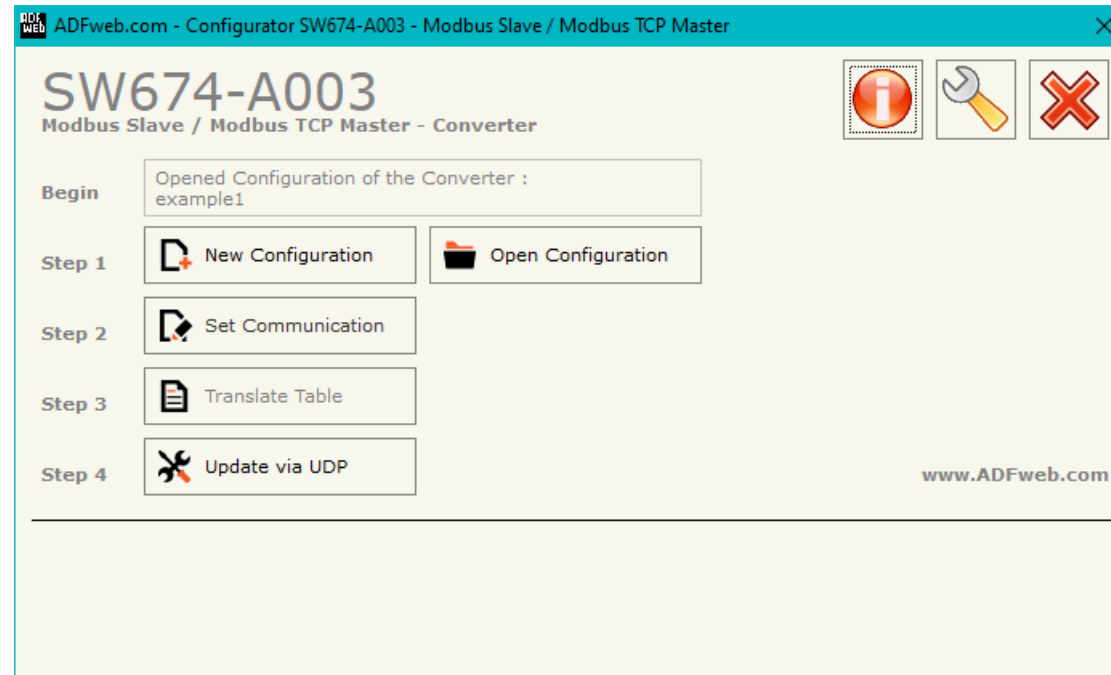 ADF
WEB
ADFweb.com - Configurator SW674-A003 - Modbus Slave / Modbus TCP Master
SW674-A003
Modbus Slave / Modbus TCP Master - Converter
Begin
Opened Configuration of the Converter :
example1
Step 1
New Configuration
Open Configuration
Step 2
Set Communication
Step 3
Translate Table
Step 4
Update via UDP
www.ADFweb.com